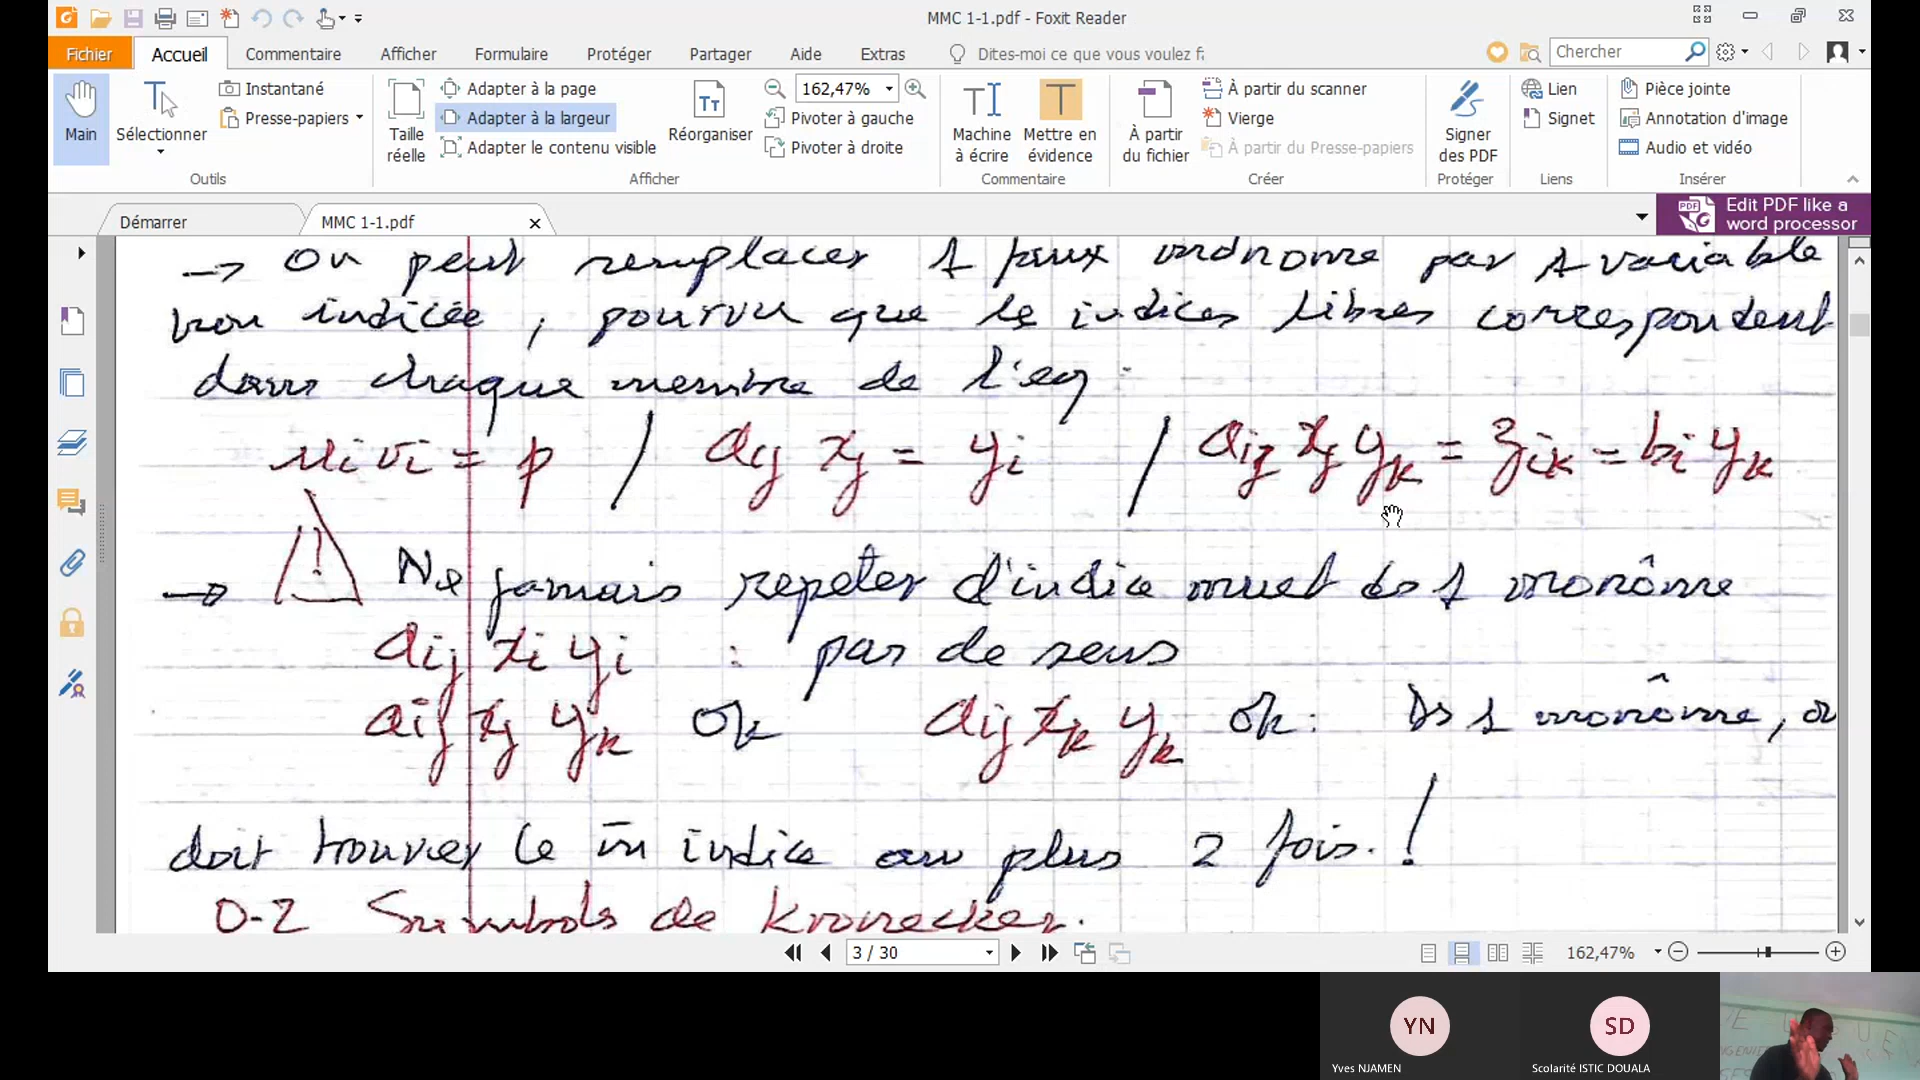 MMC 1-1.pdf - Foxit Reader
Fichier Accueil Commentaire Afficher Formulaire Protéger Partager Aide Extras Dites-moi ce que vous voulez fa Chercher
Main
Sélectionner
Instantané
Presse-papiers
Outils
Taille réelle
Adapter à la page
Adapter à la largeur
Adapter le contenu visible
Réorganiser
162,47%
Pivoter à gauche
Pivoter à droite
Afficher
Machine à écrire
Mettre en évidence
Commentaire
À partir du fichier
À partir du scanner
Vierge
À partir du Presse-papiers
Créer
Signer des PDF
Protéger
Lien
Signet
Liens
Pièce jointe
Annotation d'image
Audio et vidéo
Insérer
Démarrer MMC 1-1.pdf
Edit PDF like a
word processor
→ On peut remplacer 1 faux monome par 1 variable
non indicée, pourvu que les indices libres correspondent
dans chaque membre de l'eq :
ui vi = p / aij xj = yi / aij xj yk = zik = bi yk
→ ⚠ Ne jamais repeter d'indice muet ds 1 monôme
aij xi yi : pas de sens
aij xj yk ok aij xk yk ok : Ds 1 monôme, on
doit trouver le m̄ indice au plus 2 fois. !
0-2 Symbols de Kronecker.
3 / 30
162,47%
YN
SD
Yves NJAMEN
Scolarité ISTIC DOUALA